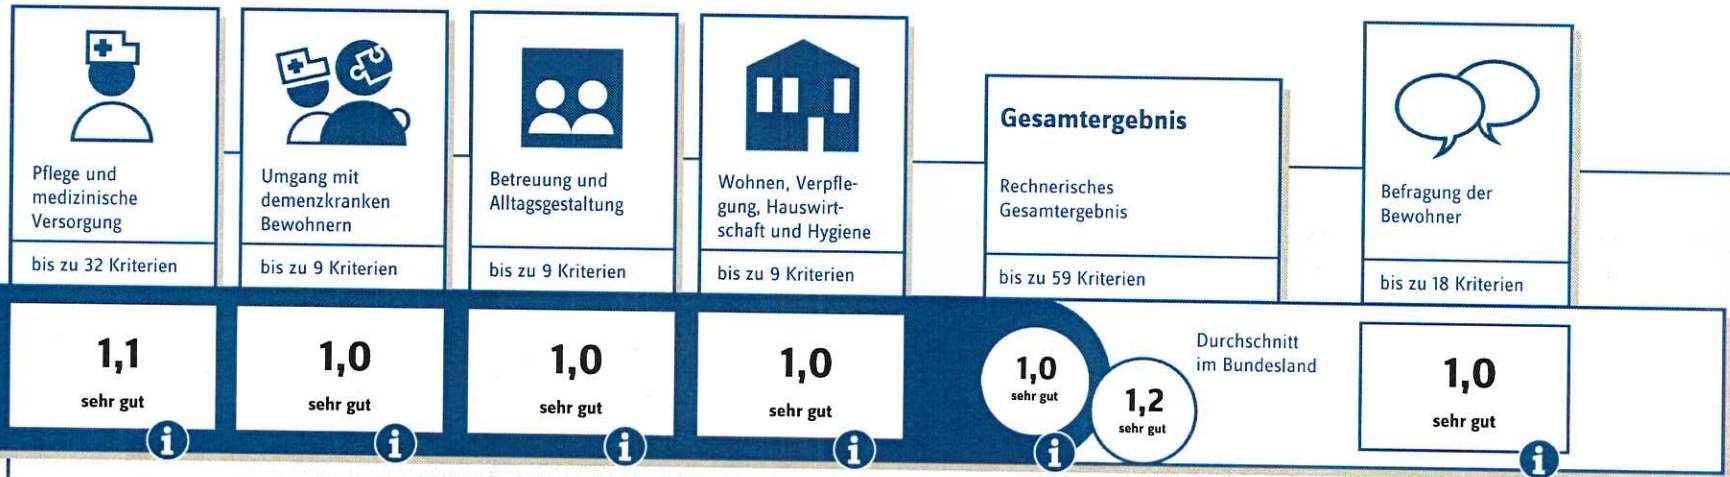 Pflege und
medizinische
Versorgung
bis zu 32 Kriterien
1,1
sehr gut
i
Umgang mit
demenzkranken
Bewohnern
bis zu 9 Kriterien
1,0
sehr gut
i
Betreuung und
Alltagsgestaltung
bis zu 9 Kriterien
1,0
sehr gut
i
Wohnen, Verpfle-
gung, Hauswirt-
schaft und Hygiene
bis zu 9 Kriterien
1,0
sehr gut
i
Gesamtergebnis
Rechnerisches
Gesamtergebnis
bis zu 59 Kriterien
1,0
sehr gut
i
Durchschnitt
im Bundesland
1,2
sehr gut
Befragung der
Bewohner
bis zu 18 Kriterien
1,0
sehr gut
i